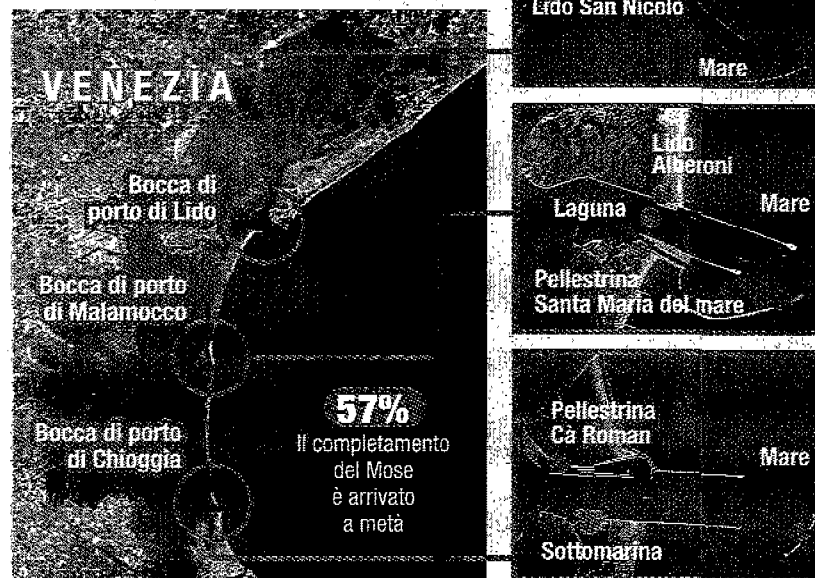 VENEZIA
Bocca di
porto di Lido
Bocca di porto
di Malamocco
Bocca di porto
di Chioggia
57%
Il completamento
del Mose
è arrivato
a metà
Lido San Nicolo
Mare
Lido
Alberoni
Laguna
Mare
Pellestrina
Santa Maria del mare
Pellestrina
Cà Roman
Mare
Sottomarina